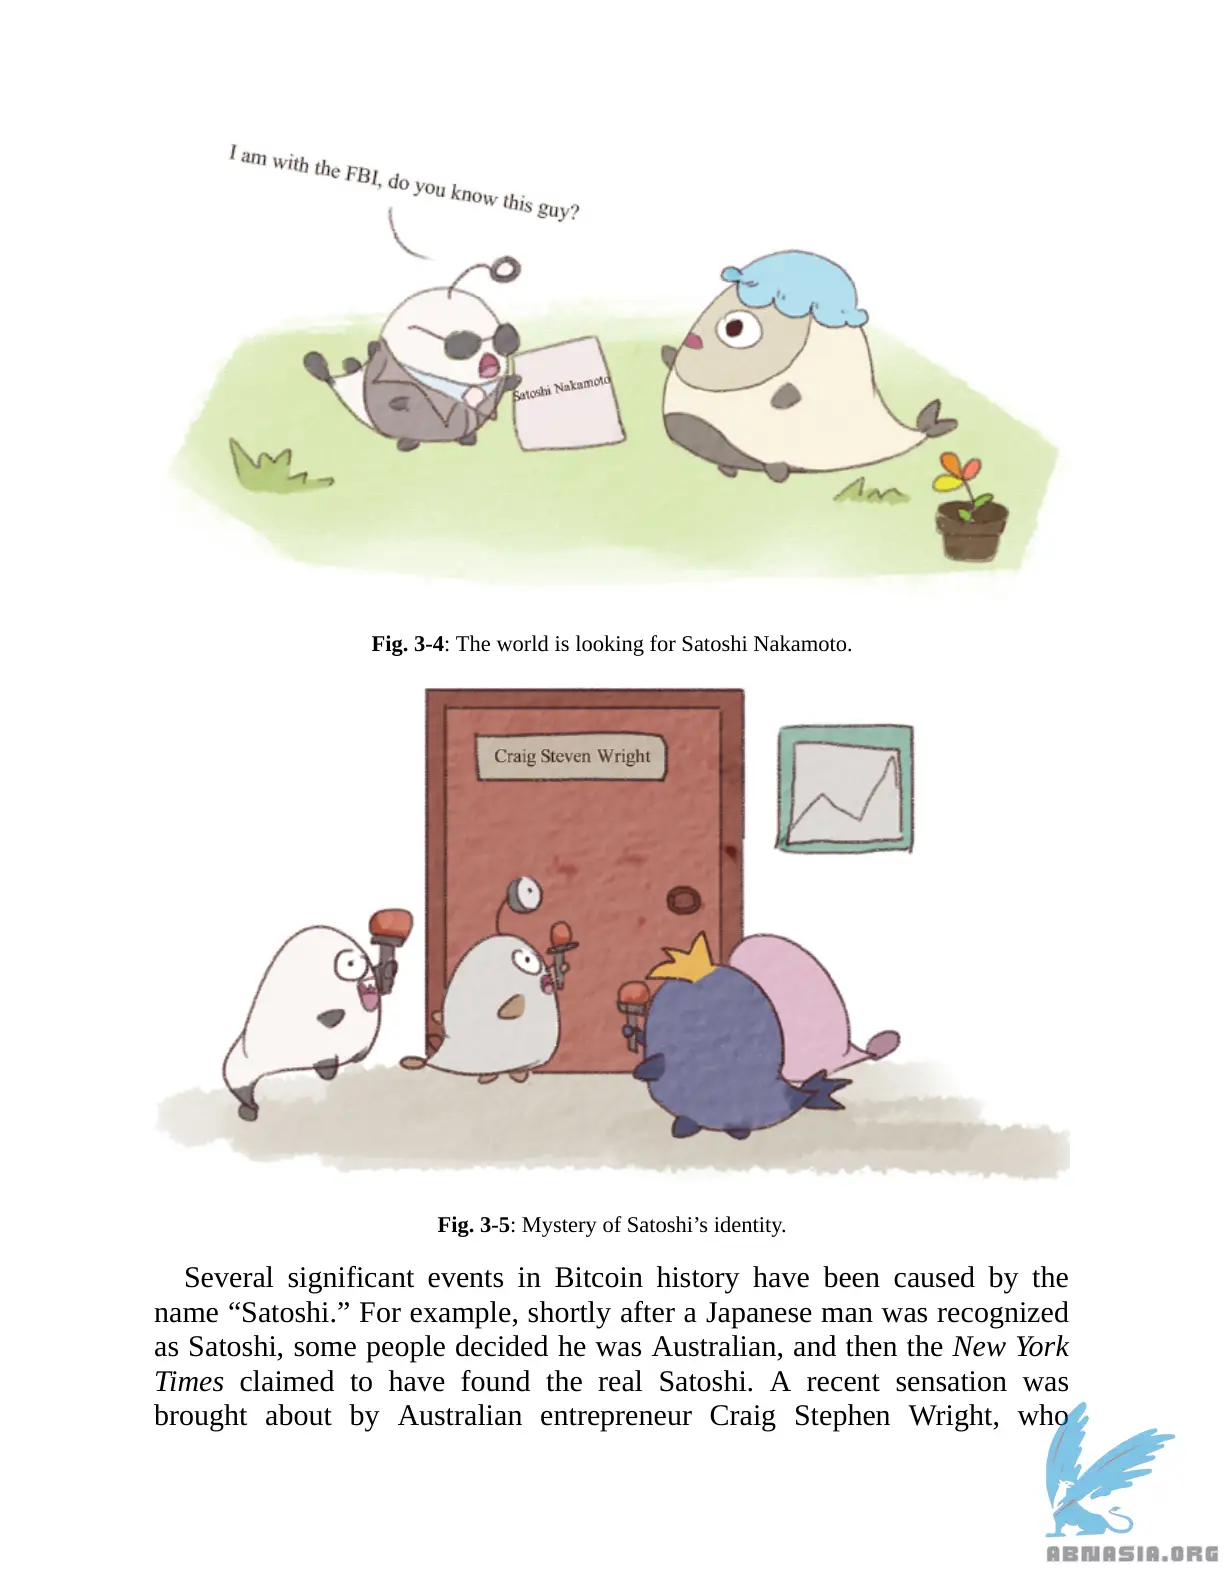 I am with the FBI, do you know this guy?
Satoshi Nakamoto
Fig. 3-4: The world is looking for Satoshi Nakamoto.
Craig Steven Wright
Fig. 3-5: Mystery of Satoshi’s identity.
Several significant events in Bitcoin history have been caused by the
name “Satoshi.” For example, shortly after a Japanese man was recognized
as Satoshi, some people decided he was Australian, and then the New York
Times claimed to have found the real Satoshi. A recent sensation was
brought about by Australian entrepreneur Craig Stephen Wright, who
ABNASIA.ORG